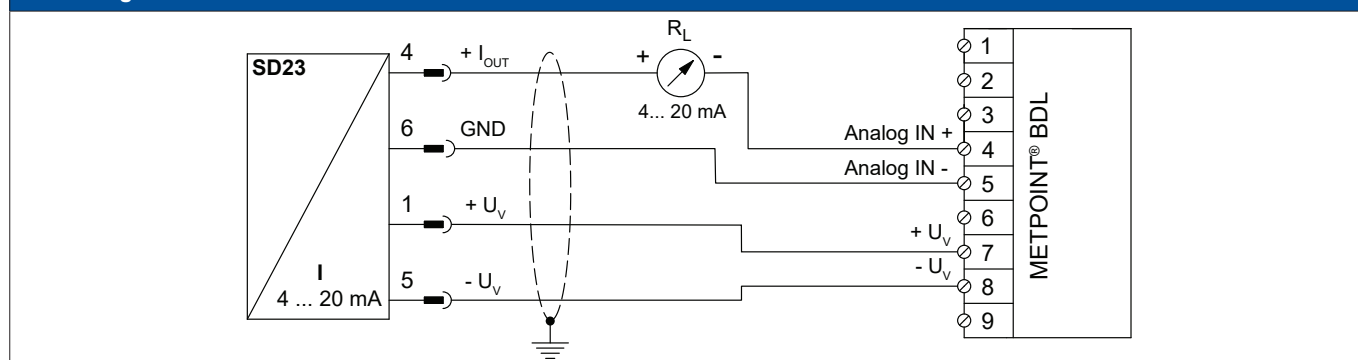 SD23
I
4 ... 20 mA
4
+ I_OUT
6
GND
1
+ U_V
5
- U_V
R_L
+
-
4... 20 mA
Analog IN +
Analog IN -
+ U_V
- U_V
1
2
3
4
5
6
7
8
9
METPOINT® BDL